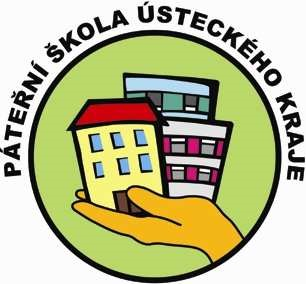 PÁTEŘNÍ ŠKOLA ÚSTECKÉHO KRAJE